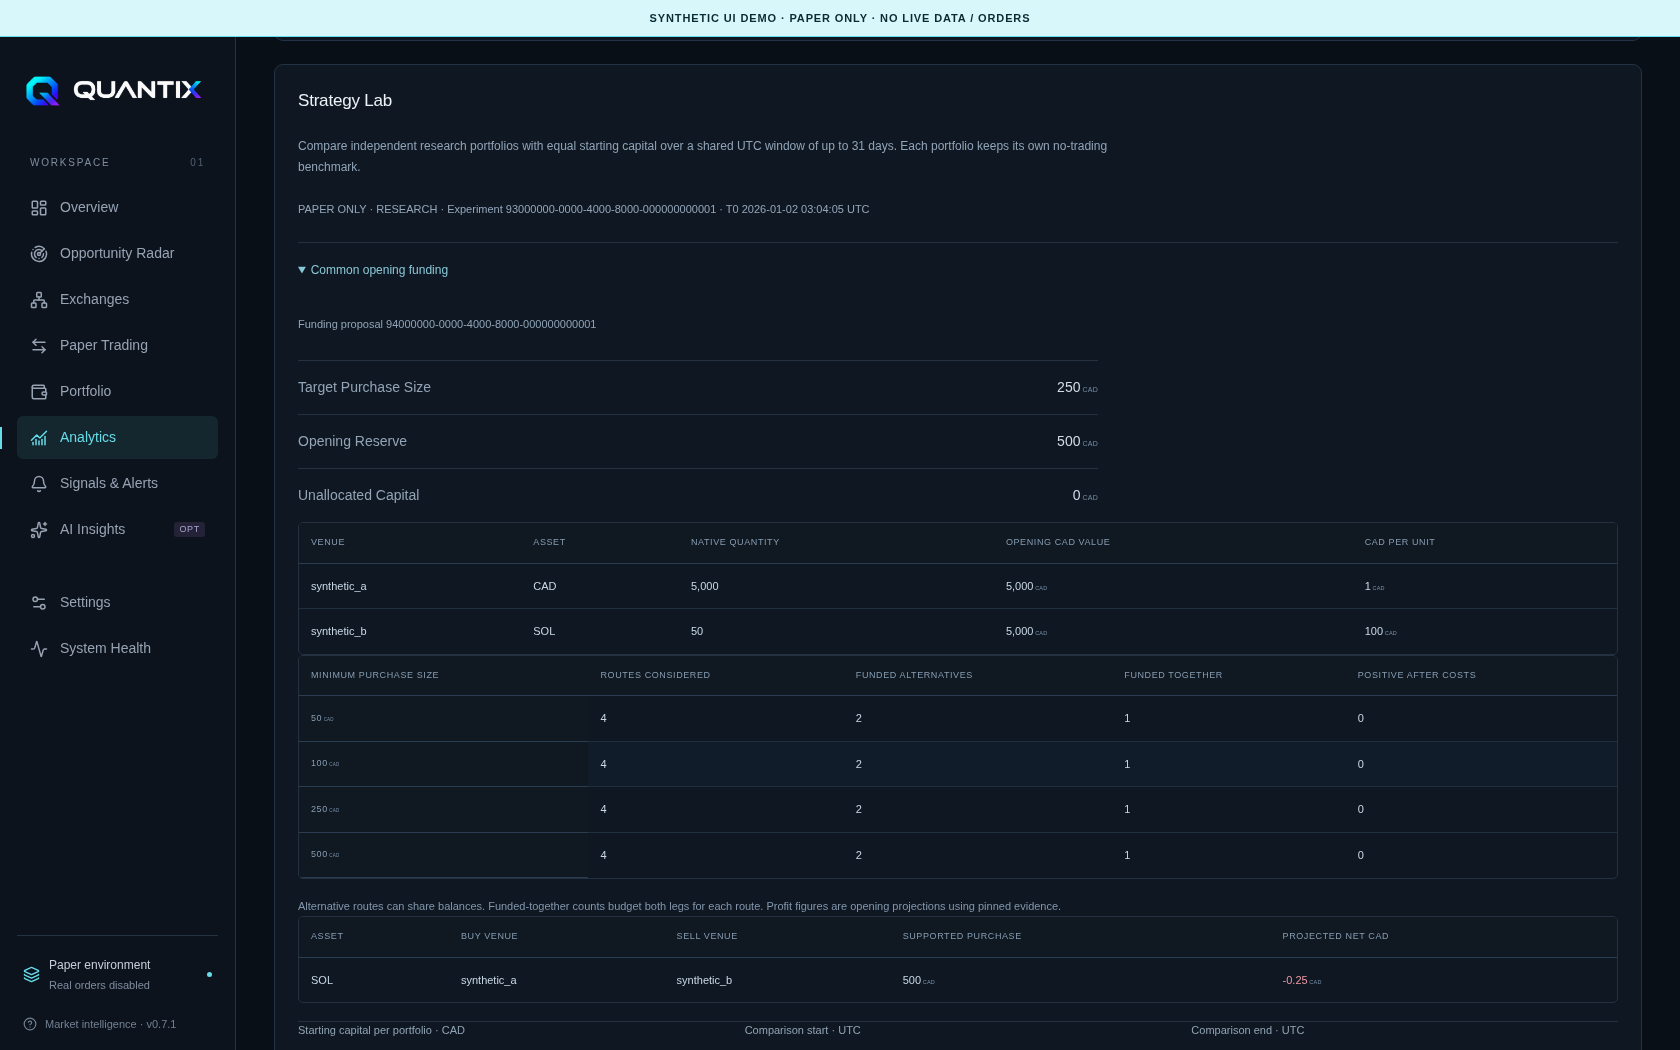 SYNTHETIC UI DEMO · PAPER ONLY · NO LIVE DATA / ORDERS
QUANTIX
WORKSPACE 01
Overview
Opportunity Radar
Exchanges
Paper Trading
Portfolio
Analytics
Signals & Alerts
AI Insights OPT
Settings
System Health
Paper environment
Real orders disabled
Market intelligence · v0.7.1
Strategy Lab
Compare independent research portfolios with equal starting capital over a shared UTC window of up to 31 days. Each portfolio keeps its own no-trading
benchmark.
PAPER ONLY · RESEARCH · Experiment 93000000-0000-4000-8000-000000000001 · T0 2026-01-02 03:04:05 UTC
▼ Common opening funding
Funding proposal 94000000-0000-4000-8000-000000000001
Target Purchase Size 250 CAD
Opening Reserve 500 CAD
Unallocated Capital 0 CAD
VENUE ASSET NATIVE QUANTITY OPENING CAD VALUE CAD PER UNIT
synthetic_a CAD 5,000 5,000 CAD 1 CAD
synthetic_b SOL 50 5,000 CAD 100 CAD
MINIMUM PURCHASE SIZE ROUTES CONSIDERED FUNDED ALTERNATIVES FUNDED TOGETHER POSITIVE AFTER COSTS
50 CAD 4 2 1 0
100 CAD 4 2 1 0
250 CAD 4 2 1 0
500 CAD 4 2 1 0
Alternative routes can share balances. Funded-together counts budget both legs for each route. Profit figures are opening projections using pinned evidence.
ASSET BUY VENUE SELL VENUE SUPPORTED PURCHASE PROJECTED NET CAD
SOL synthetic_a synthetic_b 500 CAD -0.25 CAD
Starting capital per portfolio · CAD Comparison start · UTC Comparison end · UTC